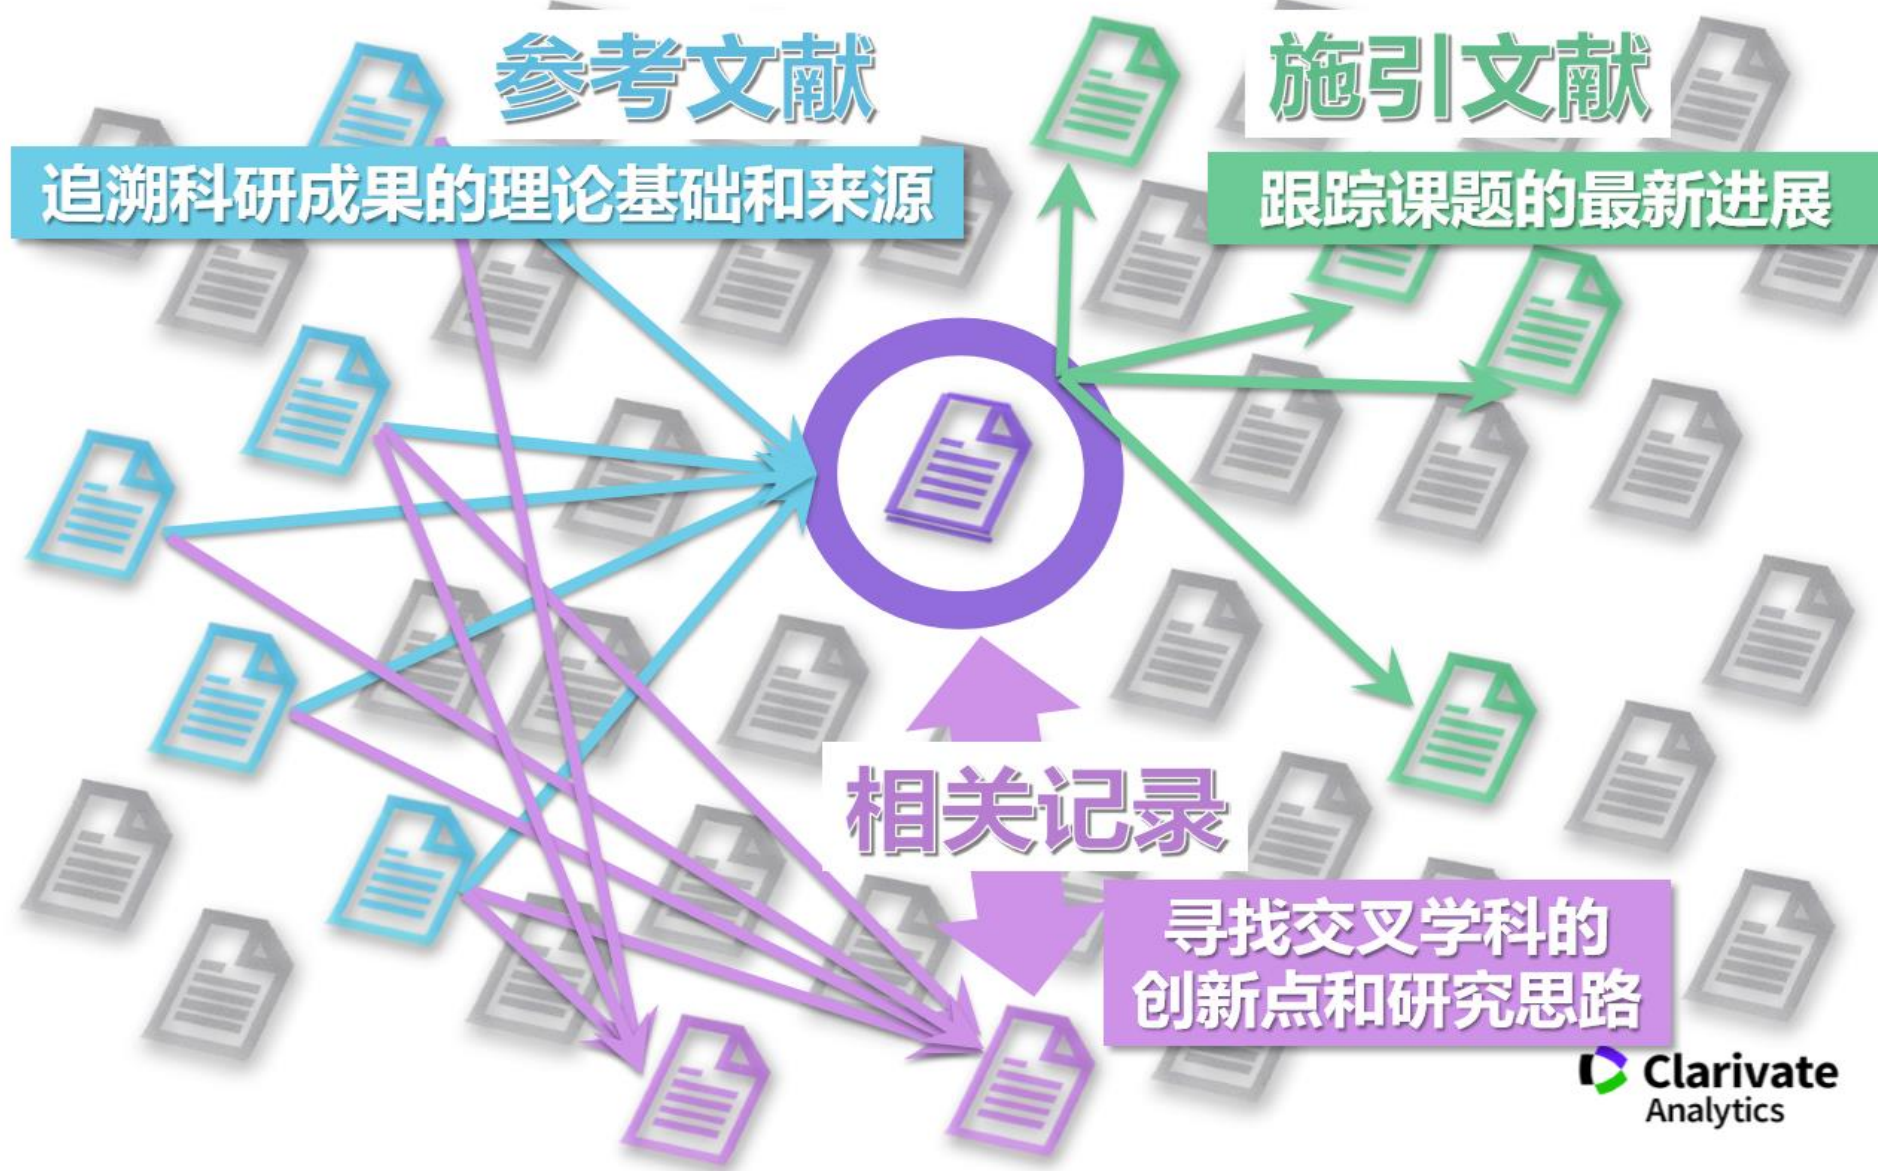 参考文献
追溯科研成果的理论基础和来源
施引文献
跟踪课题的最新进展
相关记录
寻找交叉学科的
创新点和研究思路
Clarivate
Analytics